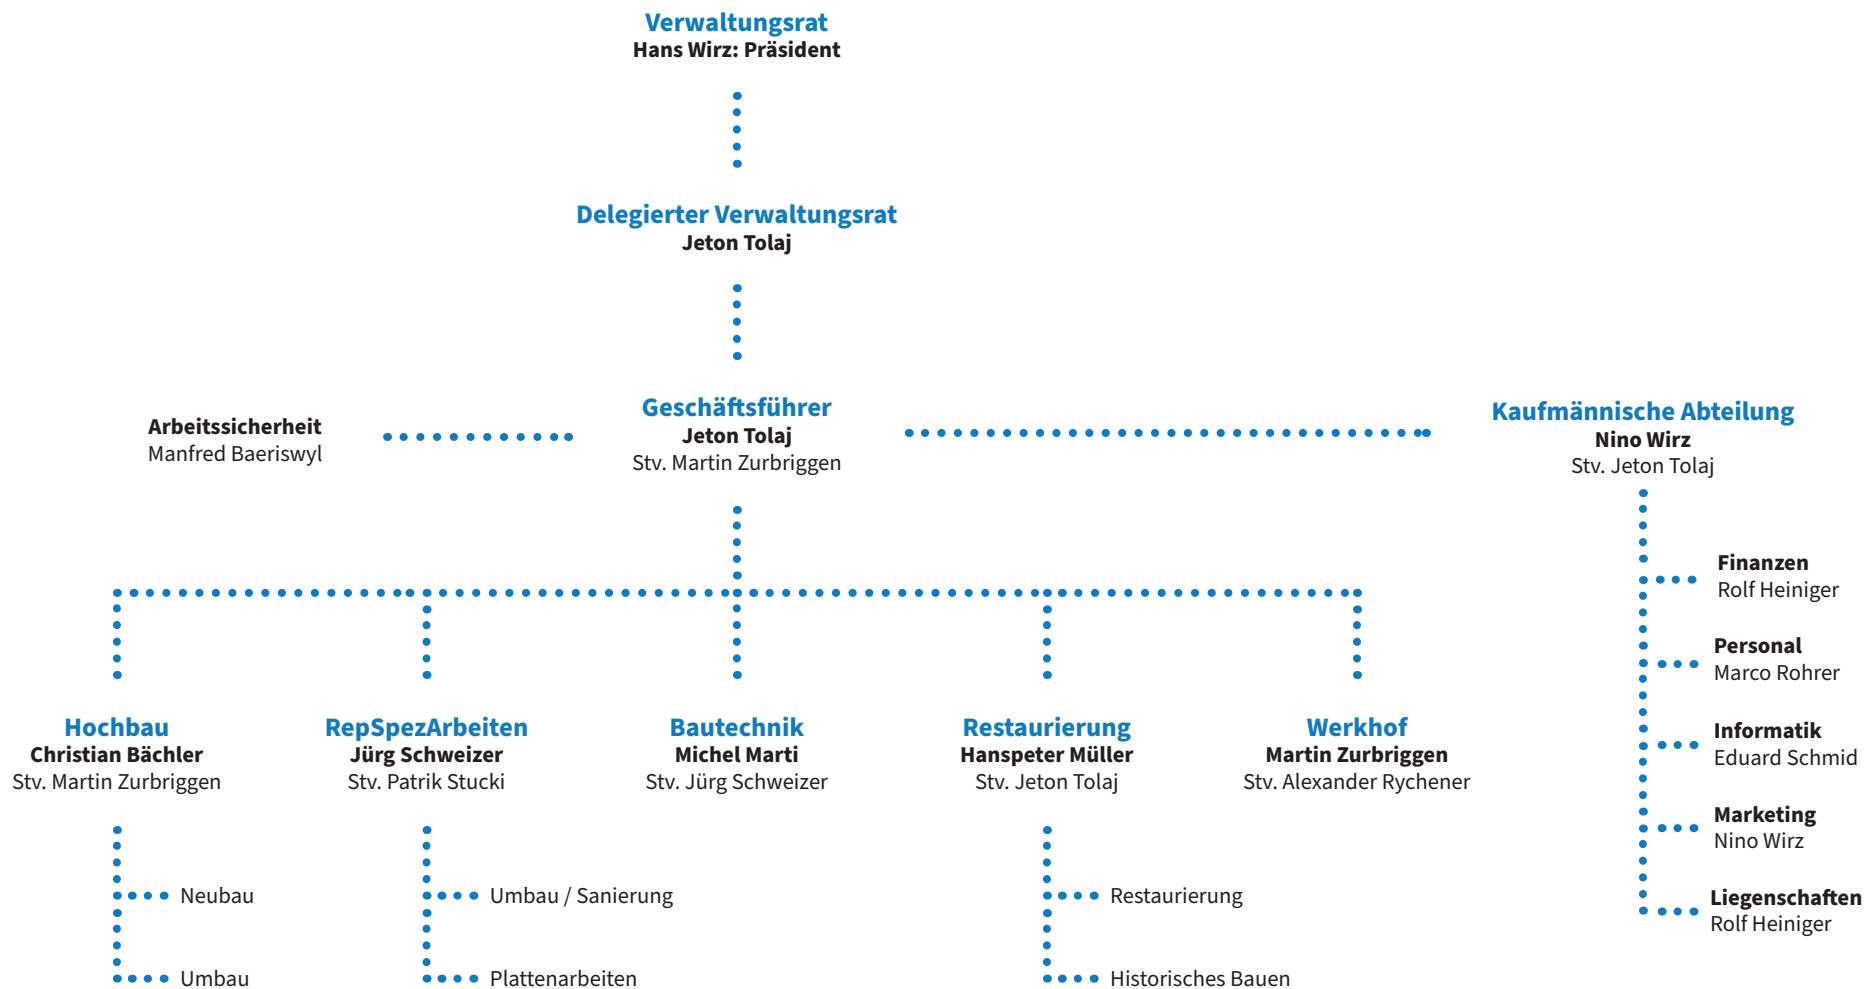 Verwaltungsrat
Hans Wirz: Präsident
Delegierter Verwaltungsrat
Jeton Tolaj
Arbeitssicherheit
Manfred Baeriswyl
Geschäftsführer
Jeton Tolaj
Stv. Martin Zurbriggen
Kaufmännische Abteilung
Nino Wirz
Stv. Jeton Tolaj
Finanzen
Rolf Heiniger
Personal
Marco Rohrer
Informatik
Eduard Schmid
Marketing
Nino Wirz
Liegenschaften
Rolf Heiniger
Hochbau
Christian Bächler
Stv. Martin Zurbriggen
Neubau
Umbau
RepSpezArbeiten
Jürg Schweizer
Stv. Patrik Stucki
Umbau / Sanierung
Plattenarbeiten
Bautechnik
Michel Marti
Stv. Jürg Schweizer
Restaurierung
Hanspeter Müller
Stv. Jeton Tolaj
Restaurierung
Historisches Bauen
Werkhof
Martin Zurbriggen
Stv. Alexander Rychener